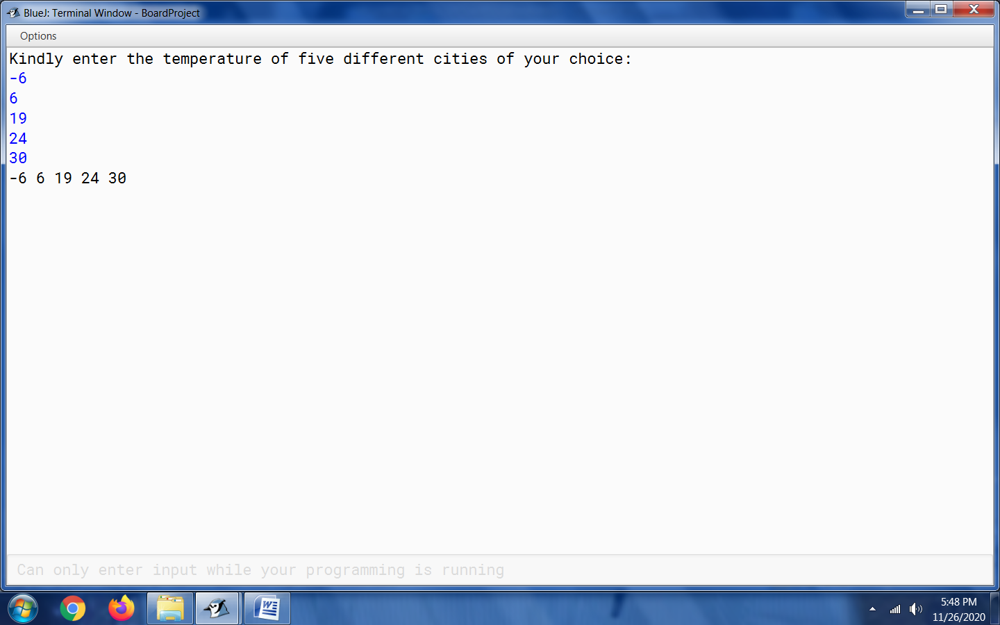 BlueJ: Terminal Window - BoardProject
Options
Kindly enter the temperature of five different cities of your choice:
-6
6
19
24
30
-6 6 19 24 30
Can only enter input while your programming is running
5:48 PM
11/26/2020